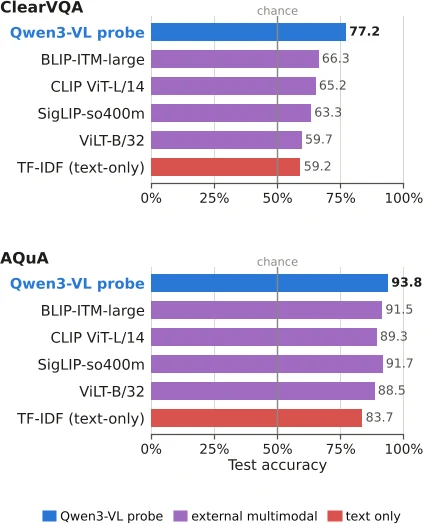 ClearVQA
chance
Qwen3-VL probe 77.2
BLIP-ITM-large 66.3
CLIP ViT-L/14 65.2
SigLIP-so400m 63.3
ViLT-B/32 59.7
TF-IDF (text-only) 59.2
0% 25% 50% 75% 100%
AQuA
chance
Qwen3-VL probe 93.8
BLIP-ITM-large 91.5
CLIP ViT-L/14 89.3
SigLIP-so400m 91.7
ViLT-B/32 88.5
TF-IDF (text-only) 83.7
0% 25% 50% 75% 100%
Test accuracy
Qwen3-VL probe external multimodal text only